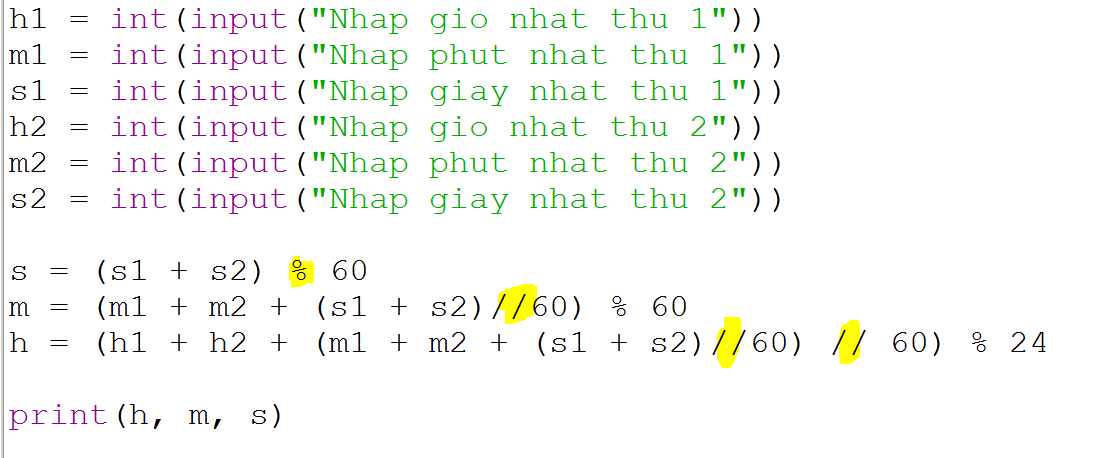 h1 = int(input("Nhap gio nhat thu 1"))
m1 = int(input("Nhap phut nhat thu 1"))
s1 = int(input("Nhap giay nhat thu 1"))
h2 = int(input("Nhap gio nhat thu 2"))
m2 = int(input("Nhap phut nhat thu 2"))
s2 = int(input("Nhap giay nhat thu 2"))
s = (s1 + s2) % 60
m = (m1 + m2 + (s1 + s2)//60) % 60
h = (h1 + h2 + (m1 + m2 + (s1 + s2)//60) // 60) % 24
print(h, m, s)